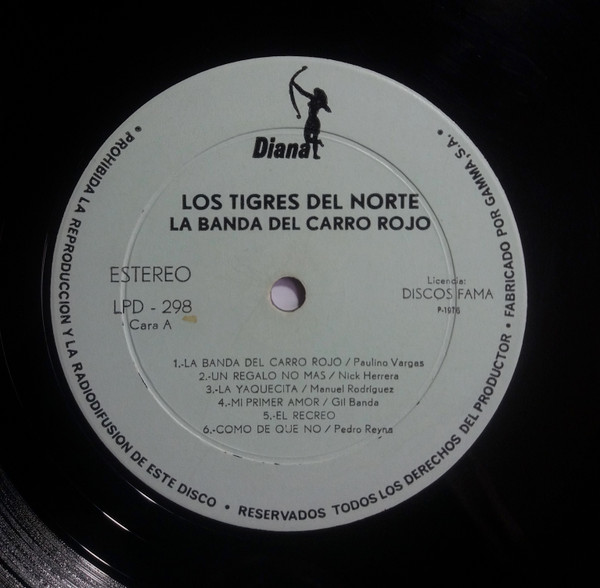 Diana
LOS TIGRES DEL NORTE
LA BANDA DEL CARRO ROJO
ESTEREO
LPD - 298
Cara A
Licencia:
DISCOS FAMA
P-1976
1.-LA BANDA DEL CARRO ROJO / Paulino Vargas
2.-UN REGALO NO MAS / Nick Herrera
3.-LA YAQUECITA / Manuel Rodríguez
4.-MI PRIMER AMOR / Gil Banda
5.-EL RECREO
6.-COMO DE QUE NO / Pedro Reyna
• PROHIBIDA LA REPRODUCCION Y LA RADIODIFUSION DE ESTE DISCO • RESERVADOS TODOS LOS DERECHOS DEL PRODUCTOR • FABRICADO POR GAMMA, S.A. •